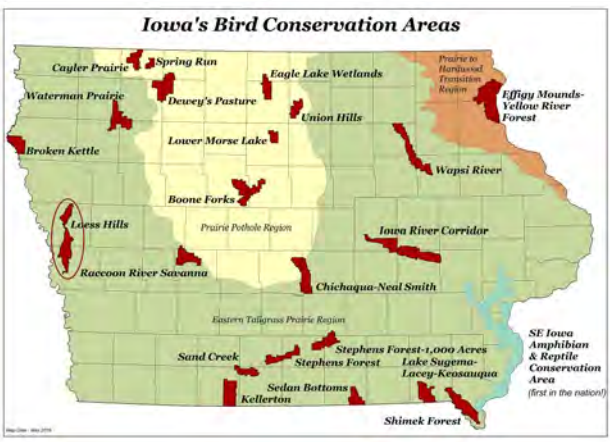 Iowa's Bird Conservation Areas
Cayler Prairie
Spring Run
Eagle Lake Wetlands
Prairie to
Hardwood
Transition
Region
Waterman Prairie
Dewey's Pasture
Union Hills
Effigy Mounds-
Yellow River
Forest
Lower Morse Lake
Broken Kettle
Wapsi River
Boone Forks
Loess Hills
Prairie Pothole Region
Iowa River Corridor
Raccoon River Savanna
Chichaqua-Neal Smith
Eastern Tallgrass Prairie Region
SE Iowa
Amphibian
& Reptile
Conservation
Area
(first in the nation!)
Sand Creek
Stephens Forest-1,000 Acres
Stephens Forest
Lake Sugema-
Lacey-Keosauqua
Sedan Bottoms
Kellerton
Shimek Forest